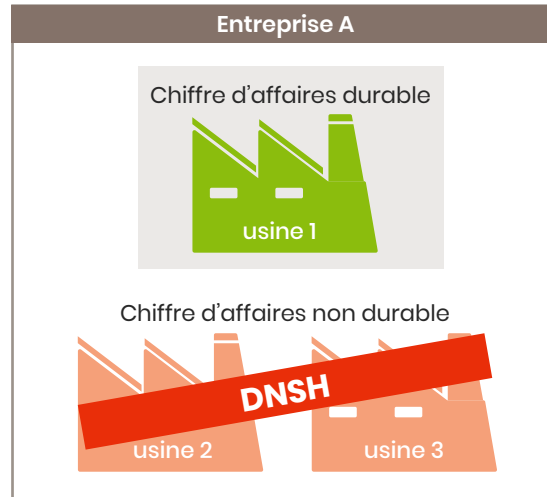 Entreprise A
Chiffre d'affaires durable
usine 1
Chiffre d'affaires non durable
DNSH
usine 2
usine 3